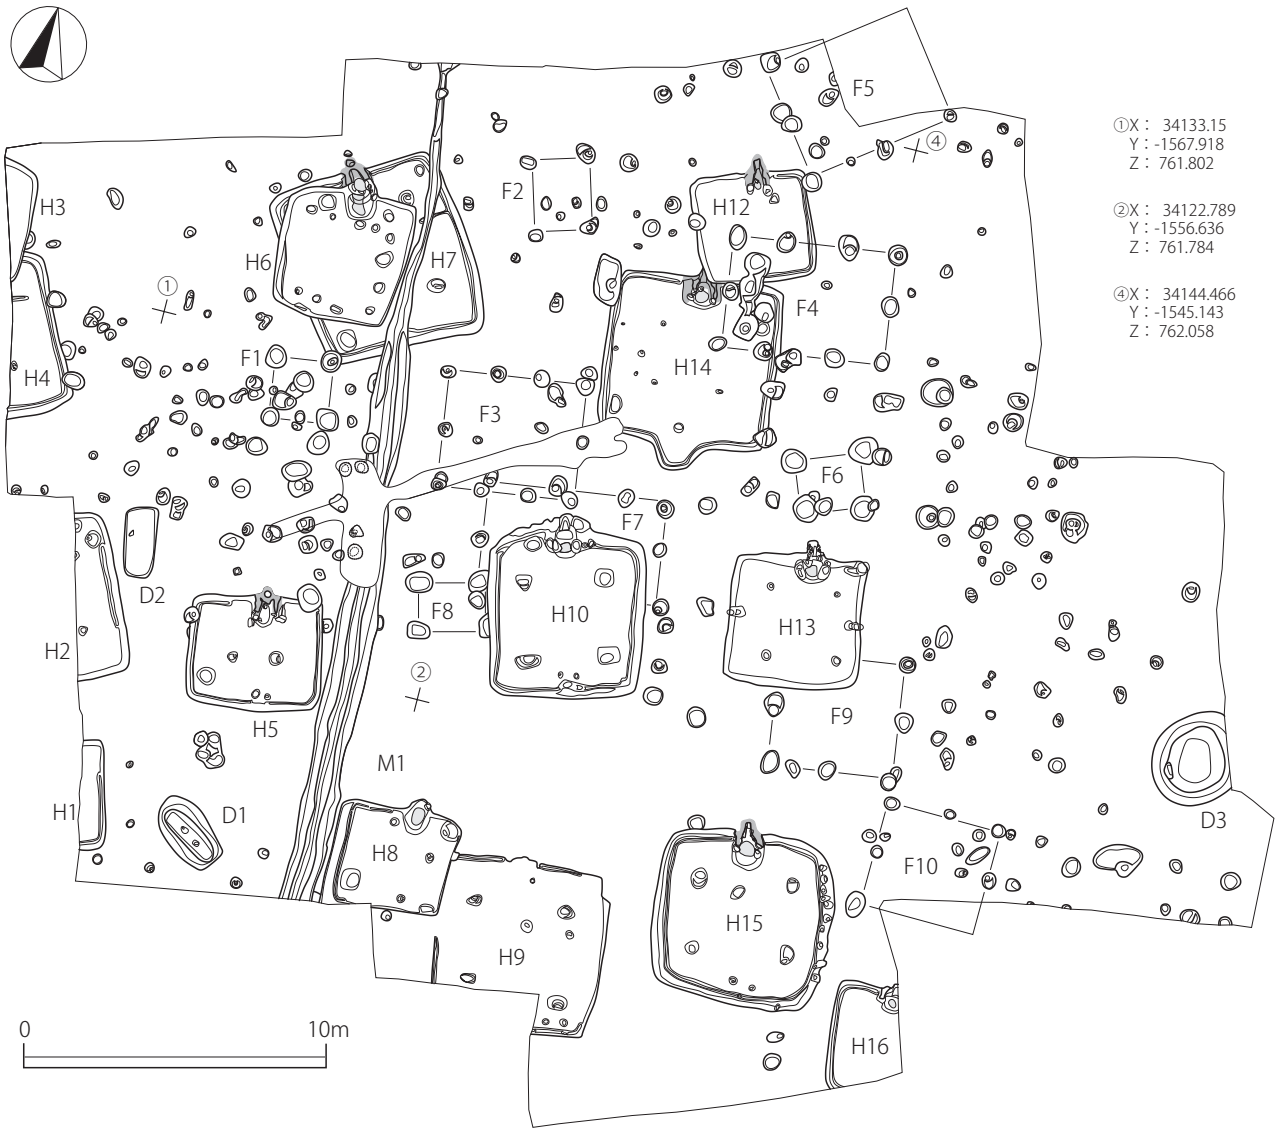 F5
①X： 34133.15
Y：-1567.918
Z： 761.802
④
F2
H12
H3
②X： 34122.789
Y：-1556.636
Z： 761.784
H6
H7
①
④X： 34144.466
Y：-1545.143
Z： 762.058
F4
F1
H14
H4
F3
F6
F7
D2
F8
H10
H13
H2
②
F9
H5
M1
H1
D1
D3
H8
F10
H15
H9
0
10m
H16